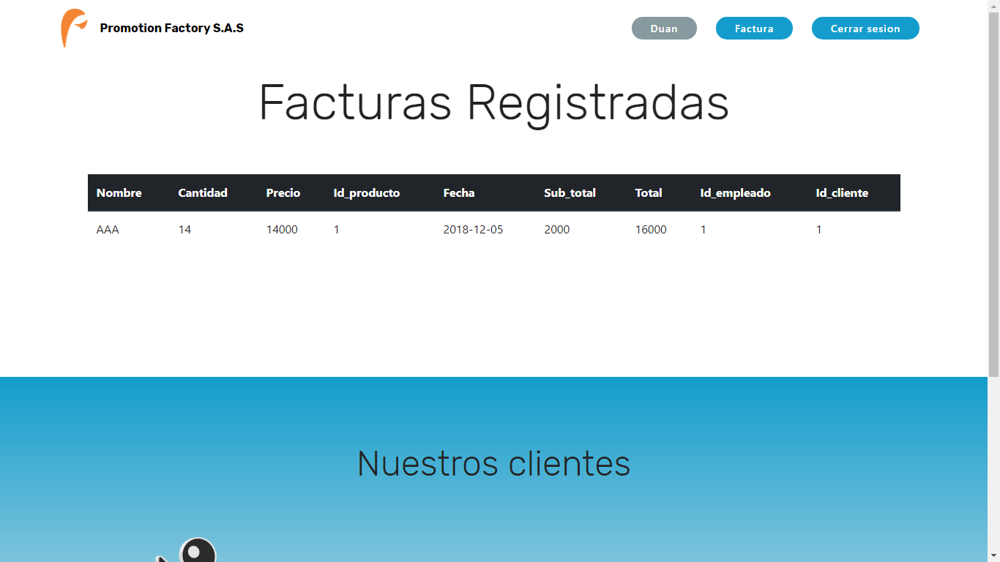 Promotion Factory S.A.S
Duan
Factura
Cerrar sesion
Facturas Registradas
Nombre Cantidad Precio Id_producto Fecha Sub_total Total Id_empleado Id_cliente
AAA 14 14000 1 2018-12-05 2000 16000 1 1
Nuestros clientes